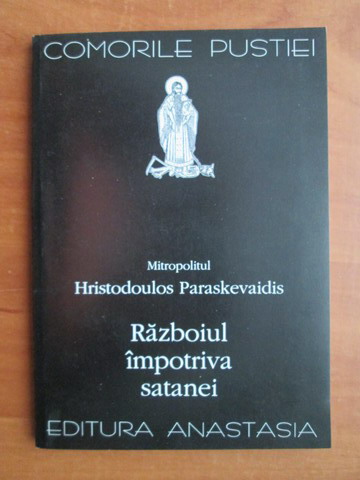 COMORILE PUSTIEI
Mitropolitul
Hristodoulos Paraskevaidis
Războiul
împotriva
satanei
EDITURA ANASTASIA